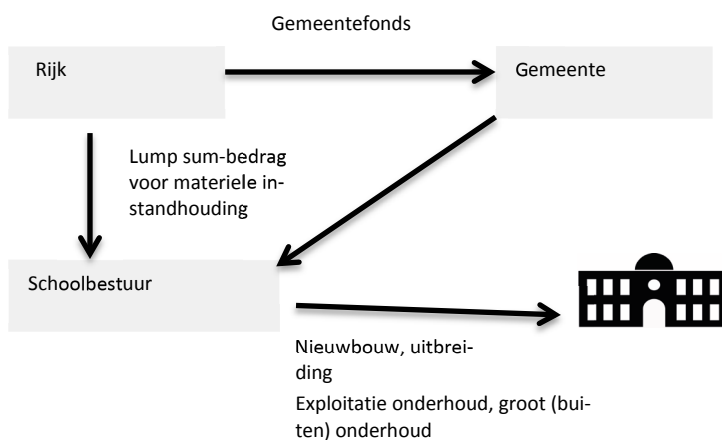 Gemeentefonds
Rijk
Gemeente
Lump sum-bedrag
voor materiele in-
standhouding
Schoolbestuur
Nieuwbouw, uitbrei-
ding
Exploitatie onderhoud, groot (bui-
ten) onderhoud